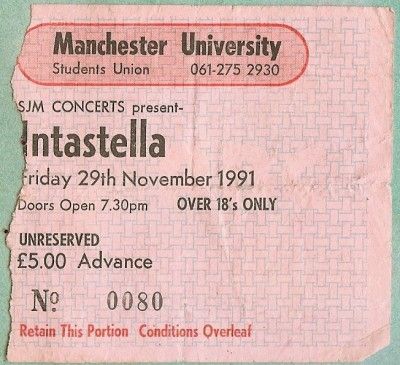 Manchester University
Students Union 061-275 2930
SJM CONCERTS present-
Intastella
Friday 29th November 1991
Doors Open 7.30pm OVER 18's ONLY
UNRESERVED
£5.00 Advance
Nº 0080
Retain This Portion Conditions Overleaf